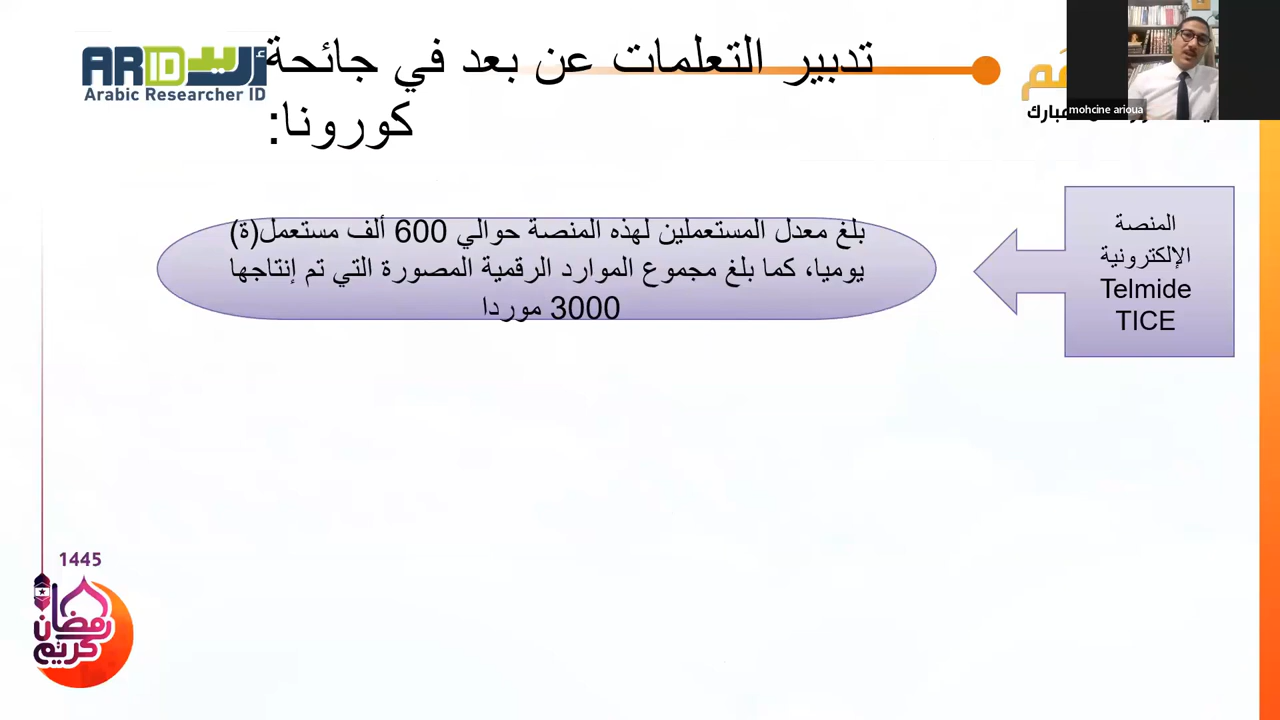 تدبير التعلمات عن بعد في جائحة
كورونا:
ARID أريد
Arabic Researcher ID
mohcine arioua
المنصة
الإلكترونية
Telmide
TICE
بلغ معدل المستعملين لهذه المنصة حوالي 600 ألف مستعمل(ة)
يوميا، كما بلغ مجموع الموارد الرقمية المصورة التي تم إنتاجها
3000 موردا
1445
رمضان
كريم